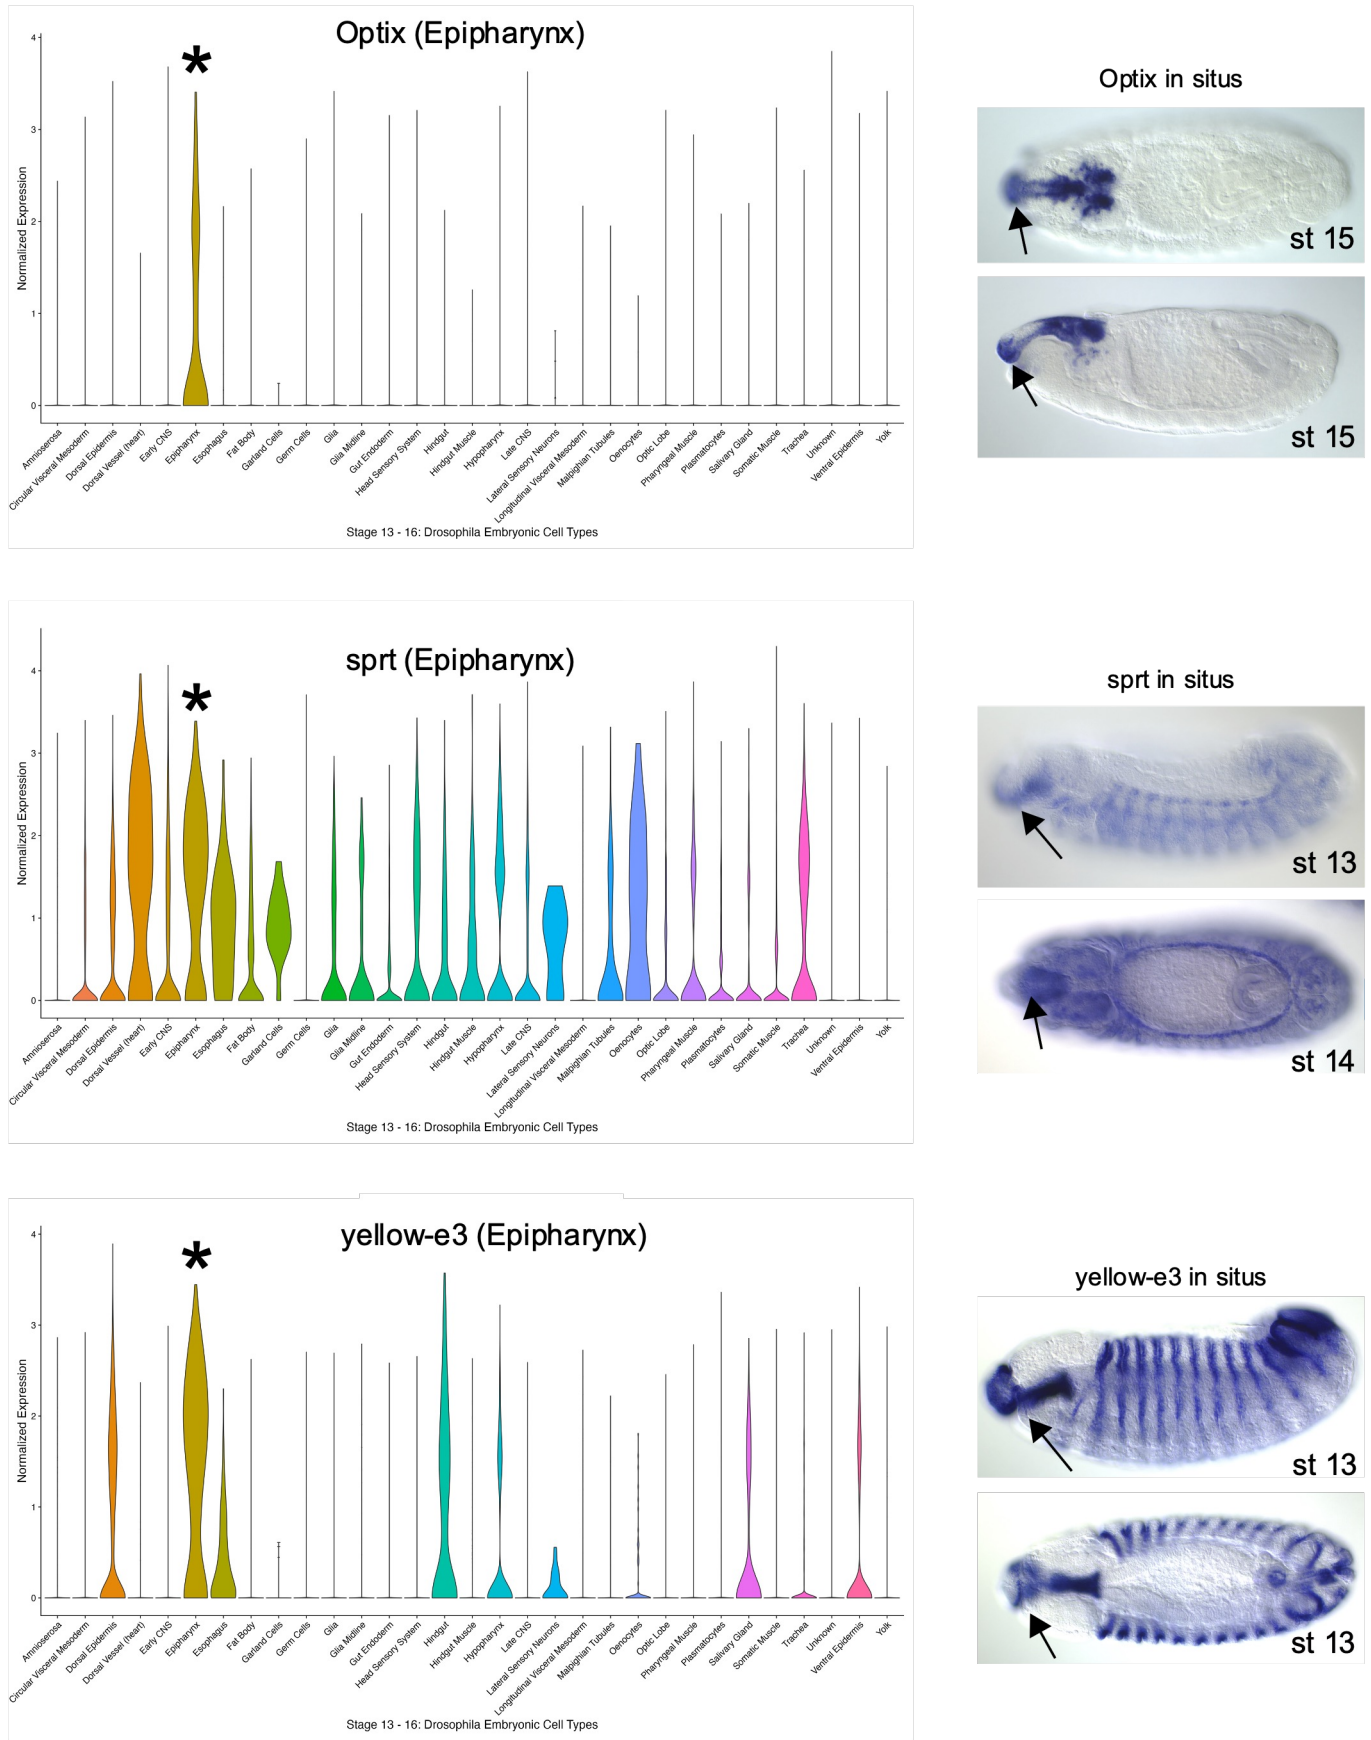 Optix (Epipharynx)
*
Normalized Expression
4
3
2
1
0
Amnioserosa
Circular Visceral Mesoderm
Dorsal Epidermis
Dorsal Vessel (heart)
Early CNS
Epipharynx
Esophagus
Fat Body
Garland Cells
Germ Cells
Glia
Glia Midline
Gut Endoderm
Head Sensory System
Hindgut
Hindgut Muscle
Hypopharynx
Late CNS
Lateral Sensory Neurons
Longitudinal Visceral Mesoderm
Malpighian Tubules
Oenocytes
Optic Lobe
Pharyngeal Muscle
Plasmatocytes
Salivary Gland
Somatic Muscle
Trachea
Unknown
Ventral Epidermis
Yolk
Stage 13 - 16: Drosophila Embryonic Cell Types
Optix in situs
st 15
st 15
sprt (Epipharynx)
*
Normalized Expression
4
3
2
1
0
Amnioserosa
Circular Visceral Mesoderm
Dorsal Epidermis
Dorsal Vessel (heart)
Early CNS
Epipharynx
Esophagus
Fat Body
Garland Cells
Germ Cells
Glia
Glia Midline
Gut Endoderm
Head Sensory System
Hindgut
Hindgut Muscle
Hypopharynx
Late CNS
Lateral Sensory Neurons
Longitudinal Visceral Mesoderm
Malpighian Tubules
Oenocytes
Optic Lobe
Pharyngeal Muscle
Plasmatocytes
Salivary Gland
Somatic Muscle
Trachea
Unknown
Ventral Epidermis
Yolk
Stage 13 - 16: Drosophila Embryonic Cell Types
sprt in situs
st 13
st 14
yellow-e3 (Epipharynx)
*
Normalized Expression
4
3
2
1
0
Amnioserosa
Circular Visceral Mesoderm
Dorsal Epidermis
Dorsal Vessel (heart)
Early CNS
Epipharynx
Esophagus
Fat Body
Garland Cells
Germ Cells
Glia
Glia Midline
Gut Endoderm
Head Sensory System
Hindgut
Hindgut Muscle
Hypopharynx
Late CNS
Lateral Sensory Neurons
Longitudinal Visceral Mesoderm
Malpighian Tubules
Oenocytes
Optic Lobe
Pharyngeal Muscle
Plasmatocytes
Salivary Gland
Somatic Muscle
Trachea
Unknown
Ventral Epidermis
Yolk
Stage 13 - 16: Drosophila Embryonic Cell Types
yellow-e3 in situs
st 13
st 13